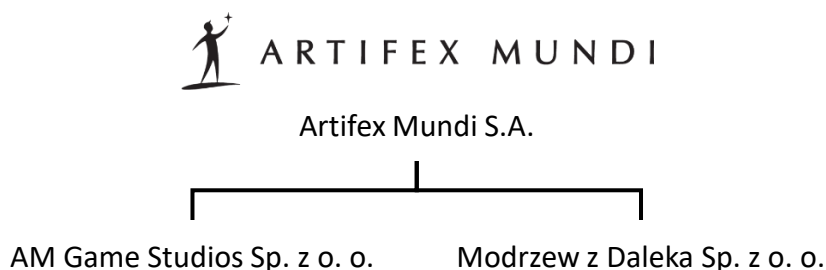 ARTIFEX MUNDI
Artifex Mundi S.A.
AM Game Studios Sp. z o. o. Modrzew z Daleka Sp. z o. o.